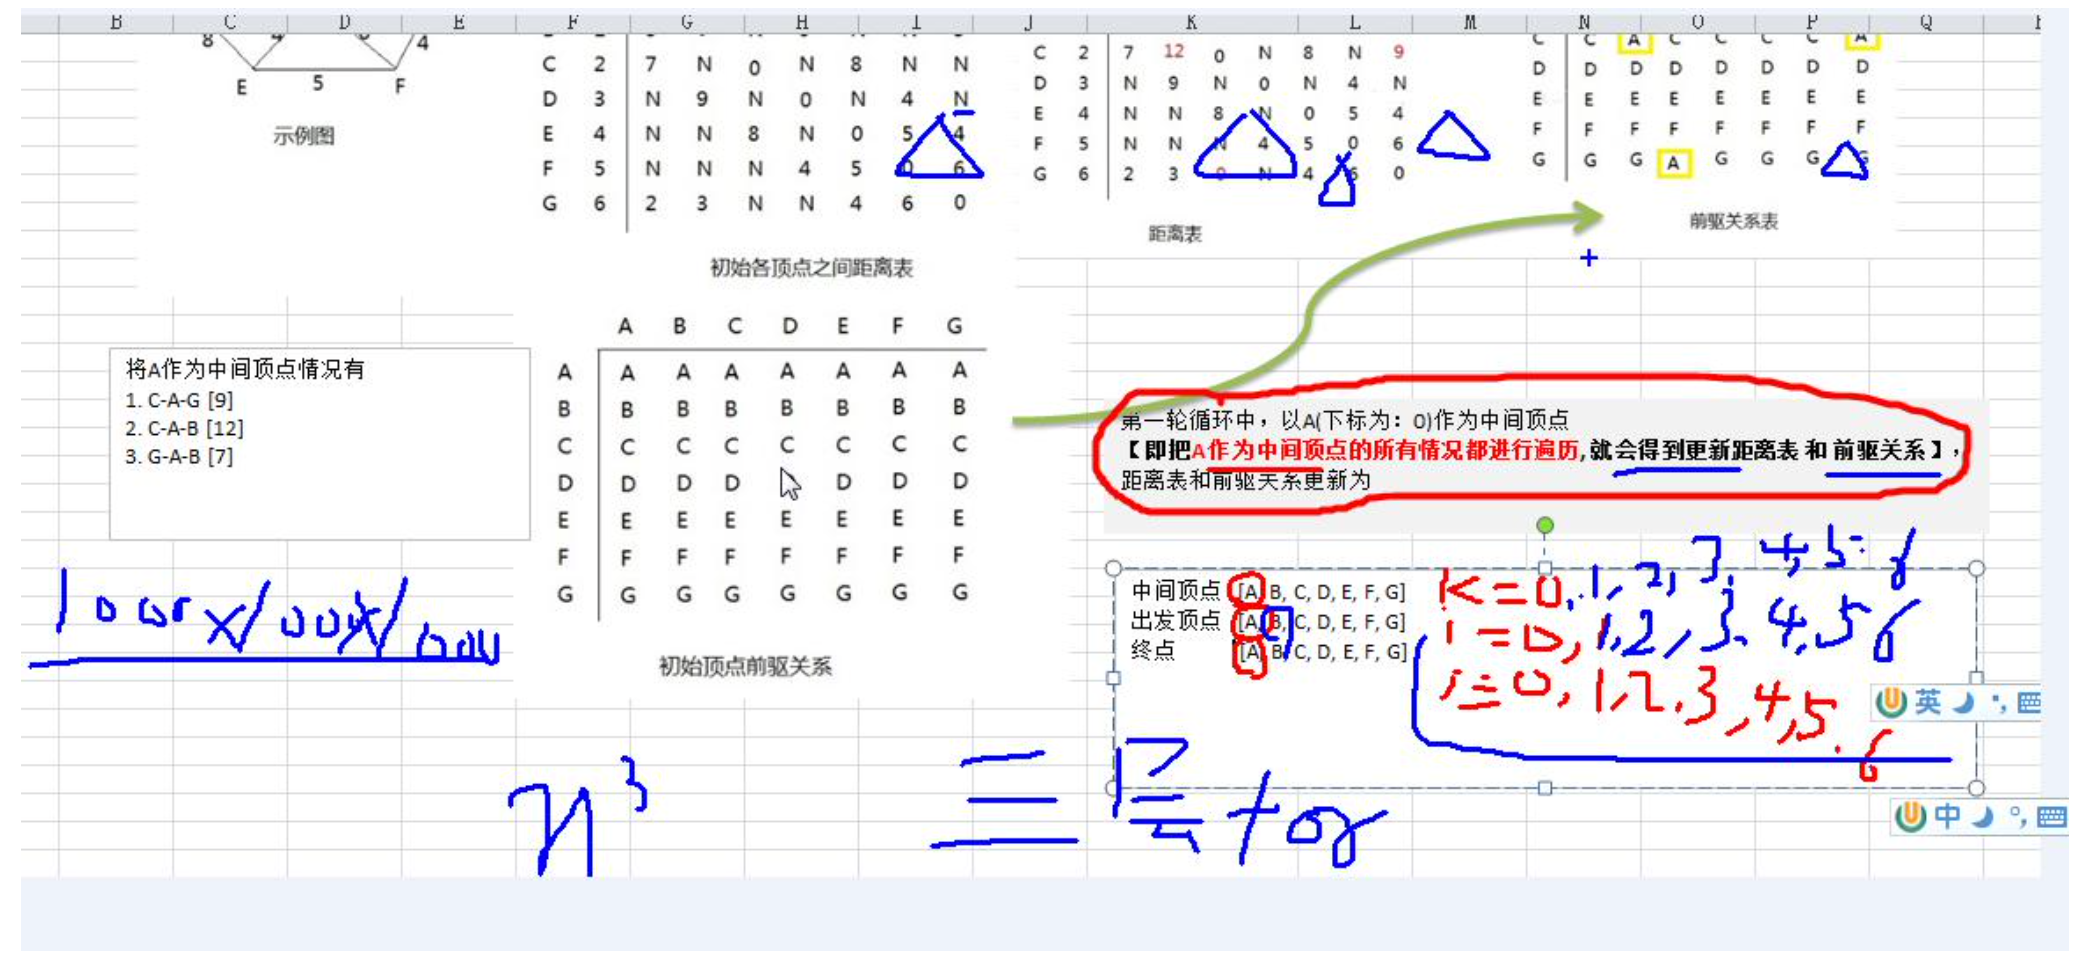 B C D E F G H I J K L M N O P Q
8 4 4
E 5 F
示例图
C 2 7 N 0 N 8 N N
D 3 N 9 N 0 N 4 N
E 4 N N 8 N 0 5 4
F 5 N N N 4 5 0 6
G 6 2 3 N N 4 6 0
初始各顶点之间距离表
C 2 7 12 0 N 8 N 9
D 3 N 9 N 0 N 4 N
E 4 N N 8 N 0 5 4
F 5 N N N 4 5 0 6
G 6 2 3 9 N 4 6 0
距离表
C C A C C C C A
D D D D D D D D
E E E E E E E E
F F F F F F F F
G G G A G G G G
前驱关系表
将A作为中间顶点情况有
1. C-A-G [9]
2. C-A-B [12]
3. G-A-B [7]
A B C D E F G
A A A A A A A A
B B B B B B B B
C C C C C C C C
D D D D D D D
E E E E E E E E
F F F F F F F F
G G G G G G G G
初始顶点前驱关系
第一轮循环中，以A(下标为：0)作为中间顶点
【即把A作为中间顶点的所有情况都进行遍历,就会得到更新距离表 和 前驱关系】，
距离表和前驱关系更新为
中间顶点 [A, B, C, D, E, F, G] K=0,1,2,3,4,5.6
出发顶点 [A, B, C, D, E, F, G] i=0,1,2,3.4,5 6
终点 [A, B, C, D, E, F, G] j=0,1,2.3,4,5.6
n³
三层 for
英
中